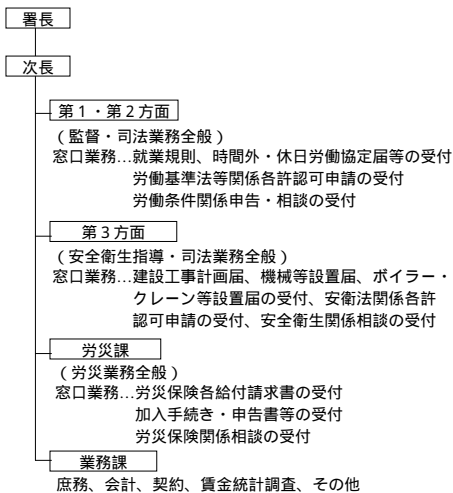 署長
次長
第１・第２方面
（監督・司法業務全般）
窓口業務…就業規則、時間外・休日労働協定届等の受付
労働基準法等関係各許認可申請の受付
労働条件関係申告・相談の受付
第３方面
（安全衛生指導・司法業務全般）
窓口業務…建設工事計画届、機械等設置届、ボイラー・
クレーン等設置届の受付、安衛法関係各許
認可申請の受付、安全衛生関係相談の受付
労災課
（労災業務全般）
窓口業務…労災保険各給付請求書の受付
加入手続き・申告書等の受付
労災保険関係相談の受付
業務課
庶務、会計、契約、賃金統計調査、その他